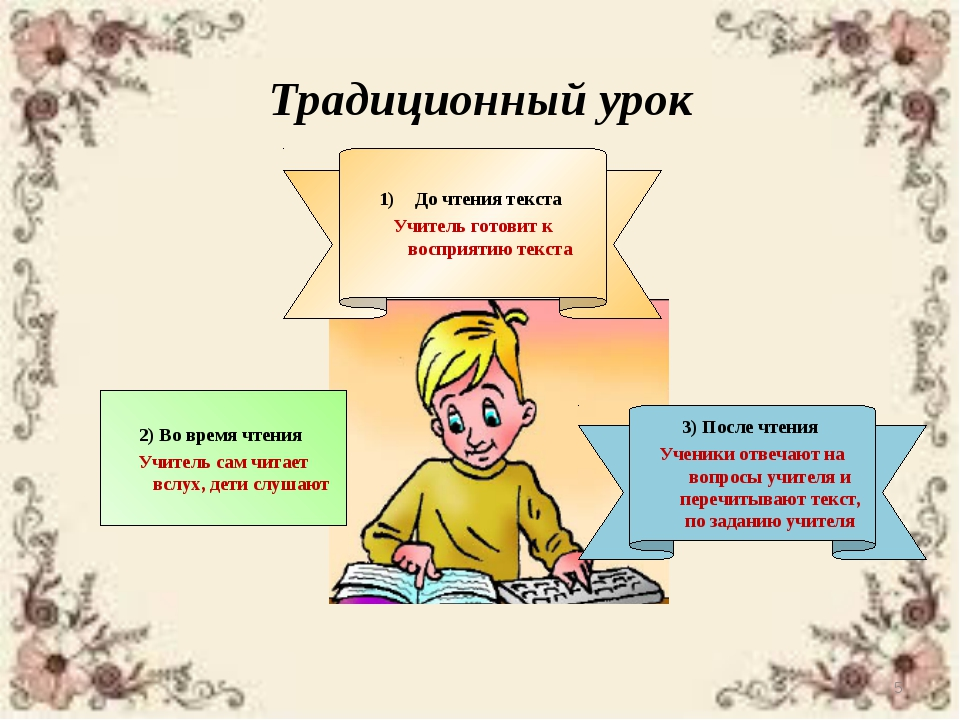 Традиционный урок
1) До чтения текста
Учитель готовит к
восприятию текста
2) Во время чтения
Учитель сам читает
вслух, дети слушают
3) После чтения
Ученики отвечают на
вопросы учителя и
перечитывают текст,
по заданию учителя
5